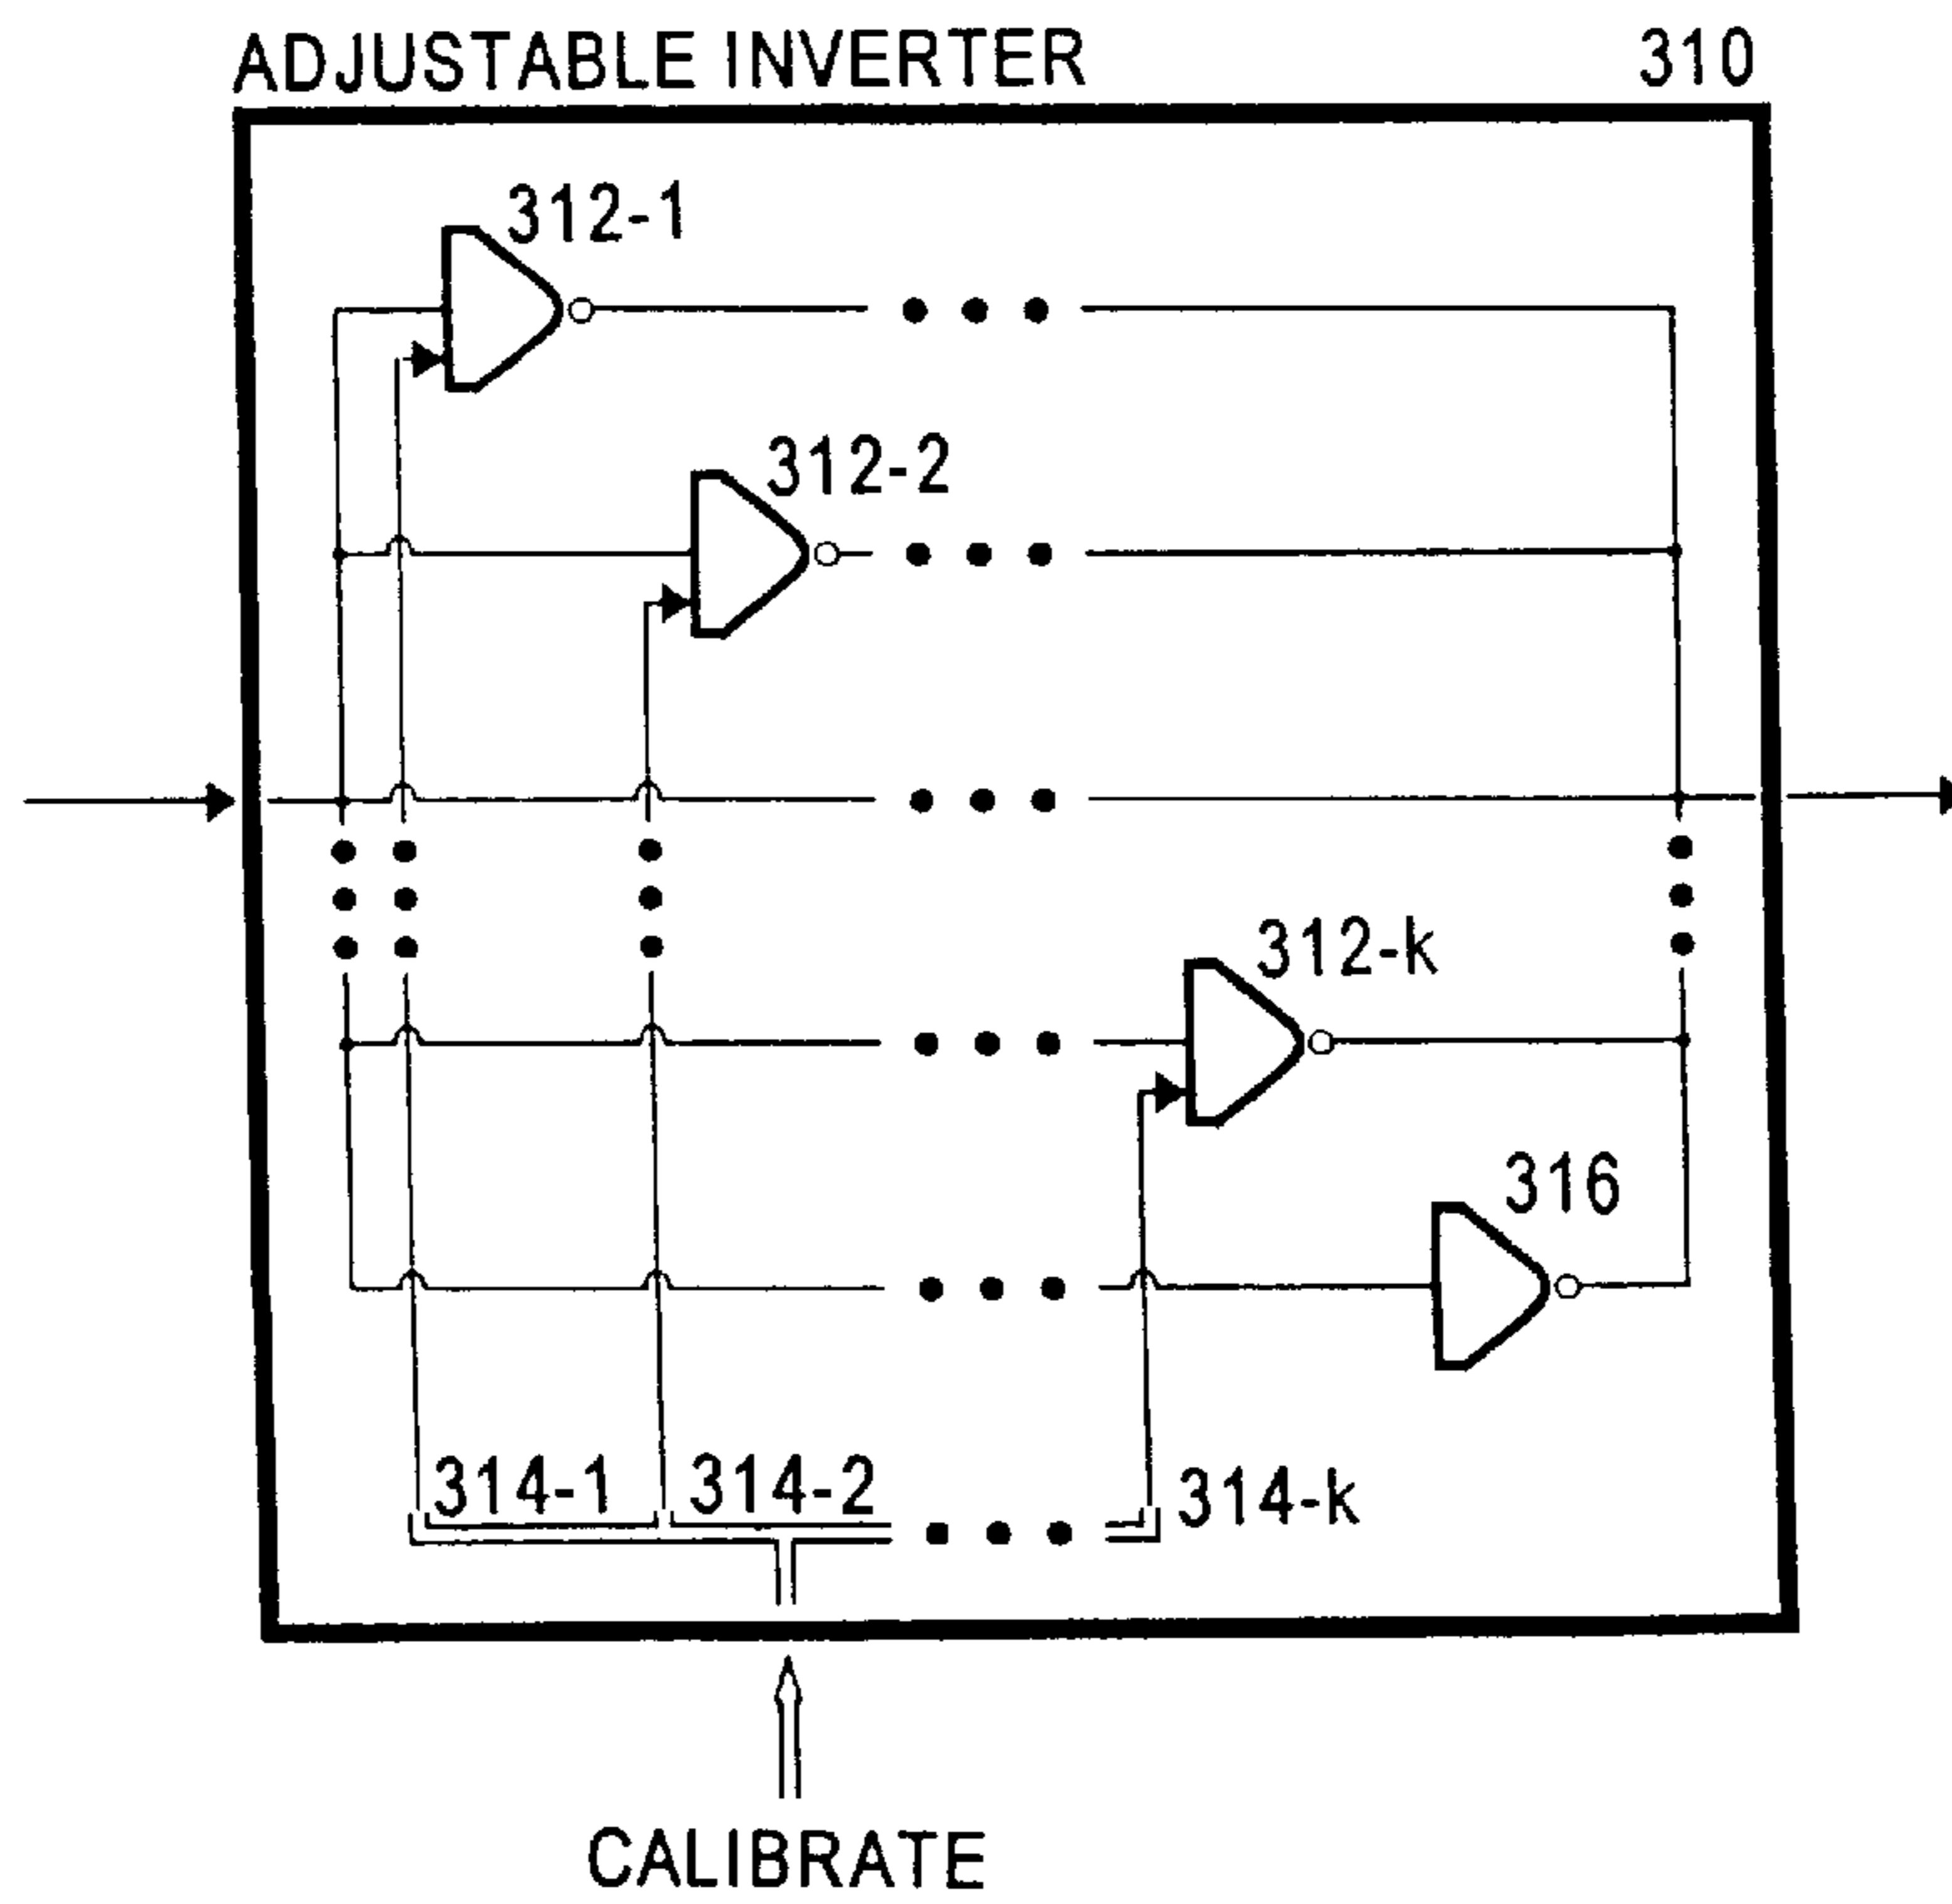 ADJUSTABLE INVERTER 310
312-1
312-2
312-k
316
314-1 314-2 314-k
CALIBRATE